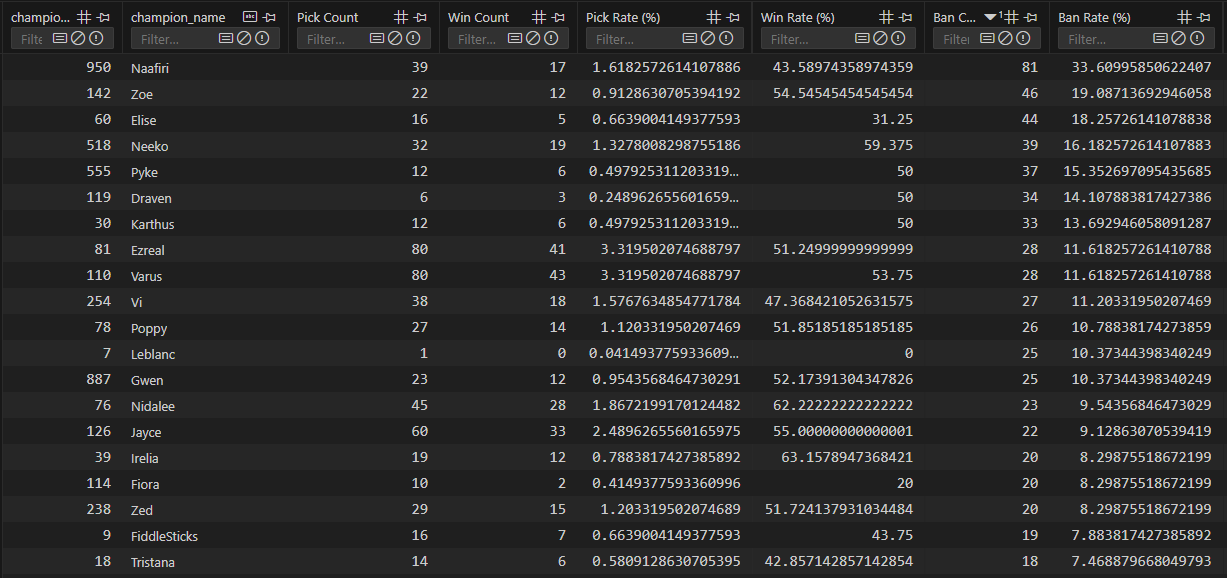 champio... champion_name Pick Count Win Count Pick Rate (%) Win Rate (%) Ban C... 1 Ban Rate (%)
Filte Filter... Filter... Filter... Filter... Filter... Filter Filter...
950 Naafiri 39 17 1.6182572614107886 43.58974358974359 81 33.60995850622407
142 Zoe 22 12 0.9128630705394192 54.54545454545454 46 19.08713692946058
60 Elise 16 5 0.6639004149377593 31.25 44 18.25726141078838
518 Neeko 32 19 1.3278008298755186 59.375 39 16.182572614107883
555 Pyke 12 6 0.497925311203319... 50 37 15.352697095435685
119 Draven 6 3 0.248962655601659... 50 34 14.107883817427386
30 Karthus 12 6 0.497925311203319... 50 33 13.692946058091287
81 Ezreal 80 41 3.319502074688797 51.24999999999999 28 11.618257261410788
110 Varus 80 43 3.319502074688797 53.75 28 11.618257261410788
254 Vi 38 18 1.5767634854771784 47.368421052631575 27 11.20331950207469
78 Poppy 27 14 1.120331950207469 51.85185185185185 26 10.78838174273859
7 Leblanc 1 0 0.041493775933609... 0 25 10.37344398340249
887 Gwen 23 12 0.9543568464730291 52.17391304347826 25 10.37344398340249
76 Nidalee 45 28 1.8672199170124482 62.22222222222222 23 9.54356846473029
126 Jayce 60 33 2.4896265560165975 55.00000000000001 22 9.12863070539419
39 Irelia 19 12 0.7883817427385892 63.1578947368421 20 8.29875518672199
114 Fiora 10 2 0.4149377593360996 20 20 8.29875518672199
238 Zed 29 15 1.203319502074689 51.724137931034484 20 8.29875518672199
9 FiddleSticks 16 7 0.6639004149377593 43.75 19 7.883817427385892
18 Tristana 14 6 0.5809128630705395 42.857142857142854 18 7.468879668049793